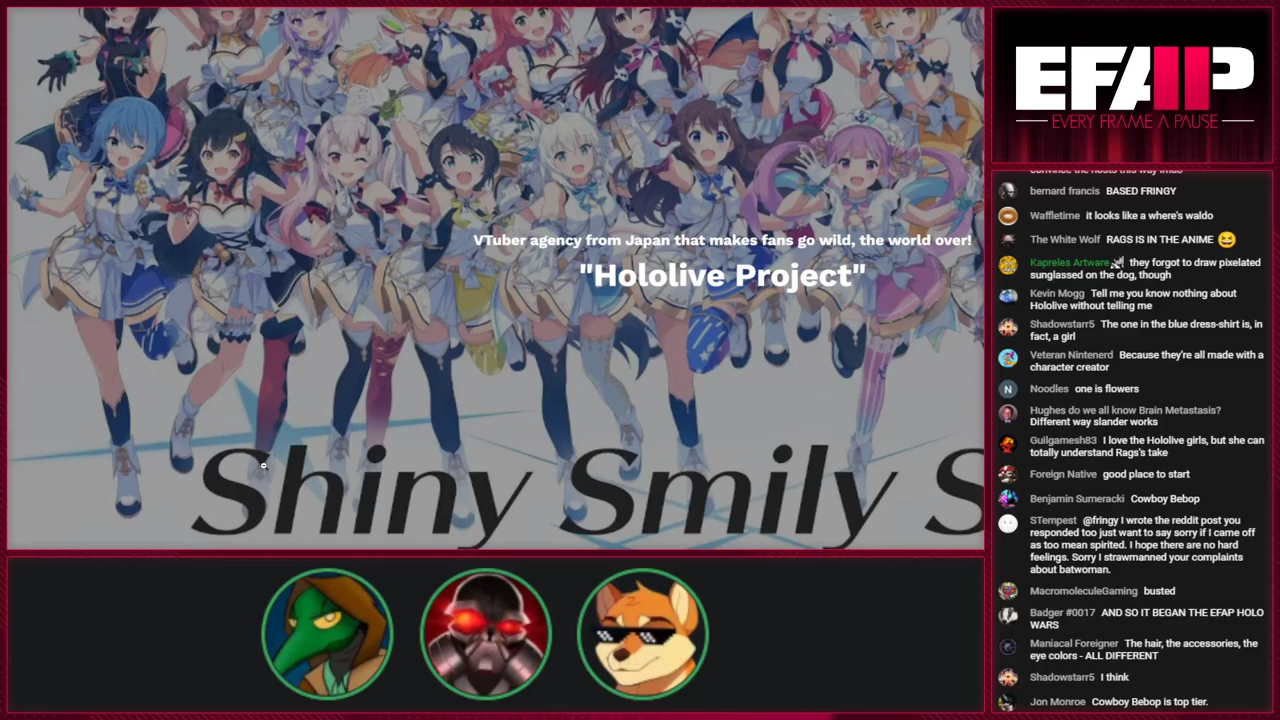 VTuber agency from Japan that makes fans go wild, the world over!
"Hololive Project"
Shiny Smily S
EFAP
EVERY FRAME A PAUSE
convince the hosts this way imao
bernard francis BASED FRINGY
Waffletime it looks like a where's waldo
The White Wolf RAGS IS IN THE ANIME 😆
Kapreles Artware they forgot to draw pixelated
sunglassed on the dog, though
Kevin Mogg Tell me you know nothing about
Hololive without telling me
Shadowstarr5 The one in the blue dress-shirt is, in
fact, a girl
Veteran Nintenerd Because they're all made with a
character creator
N
Noodles one is flowers
Hughes do we all know Brain Metastasis?
Different way slander works
Guilgamesh83 I love the Hololive girls, but she can
totally understand Rags's take
Foreign Native good place to start
Benjamin Sumeracki Cowboy Bebop
STempest @fringy I wrote the reddit post you
responded too just want to say sorry if I came off
as too mean spirited. I hope there are no hard
feelings. Sorry I strawmanned your complaints
about batwoman.
MacromoleculeGaming busted
Badger #0017 AND SO IT BEGAN THE EFAP HOLO
WARS
Maniacal Foreigner The hair, the accessories, the
eye colors - ALL DIFFERENT
Shadowstarr5 I think
Jon Monroe Cowboy Bebop is top tier.